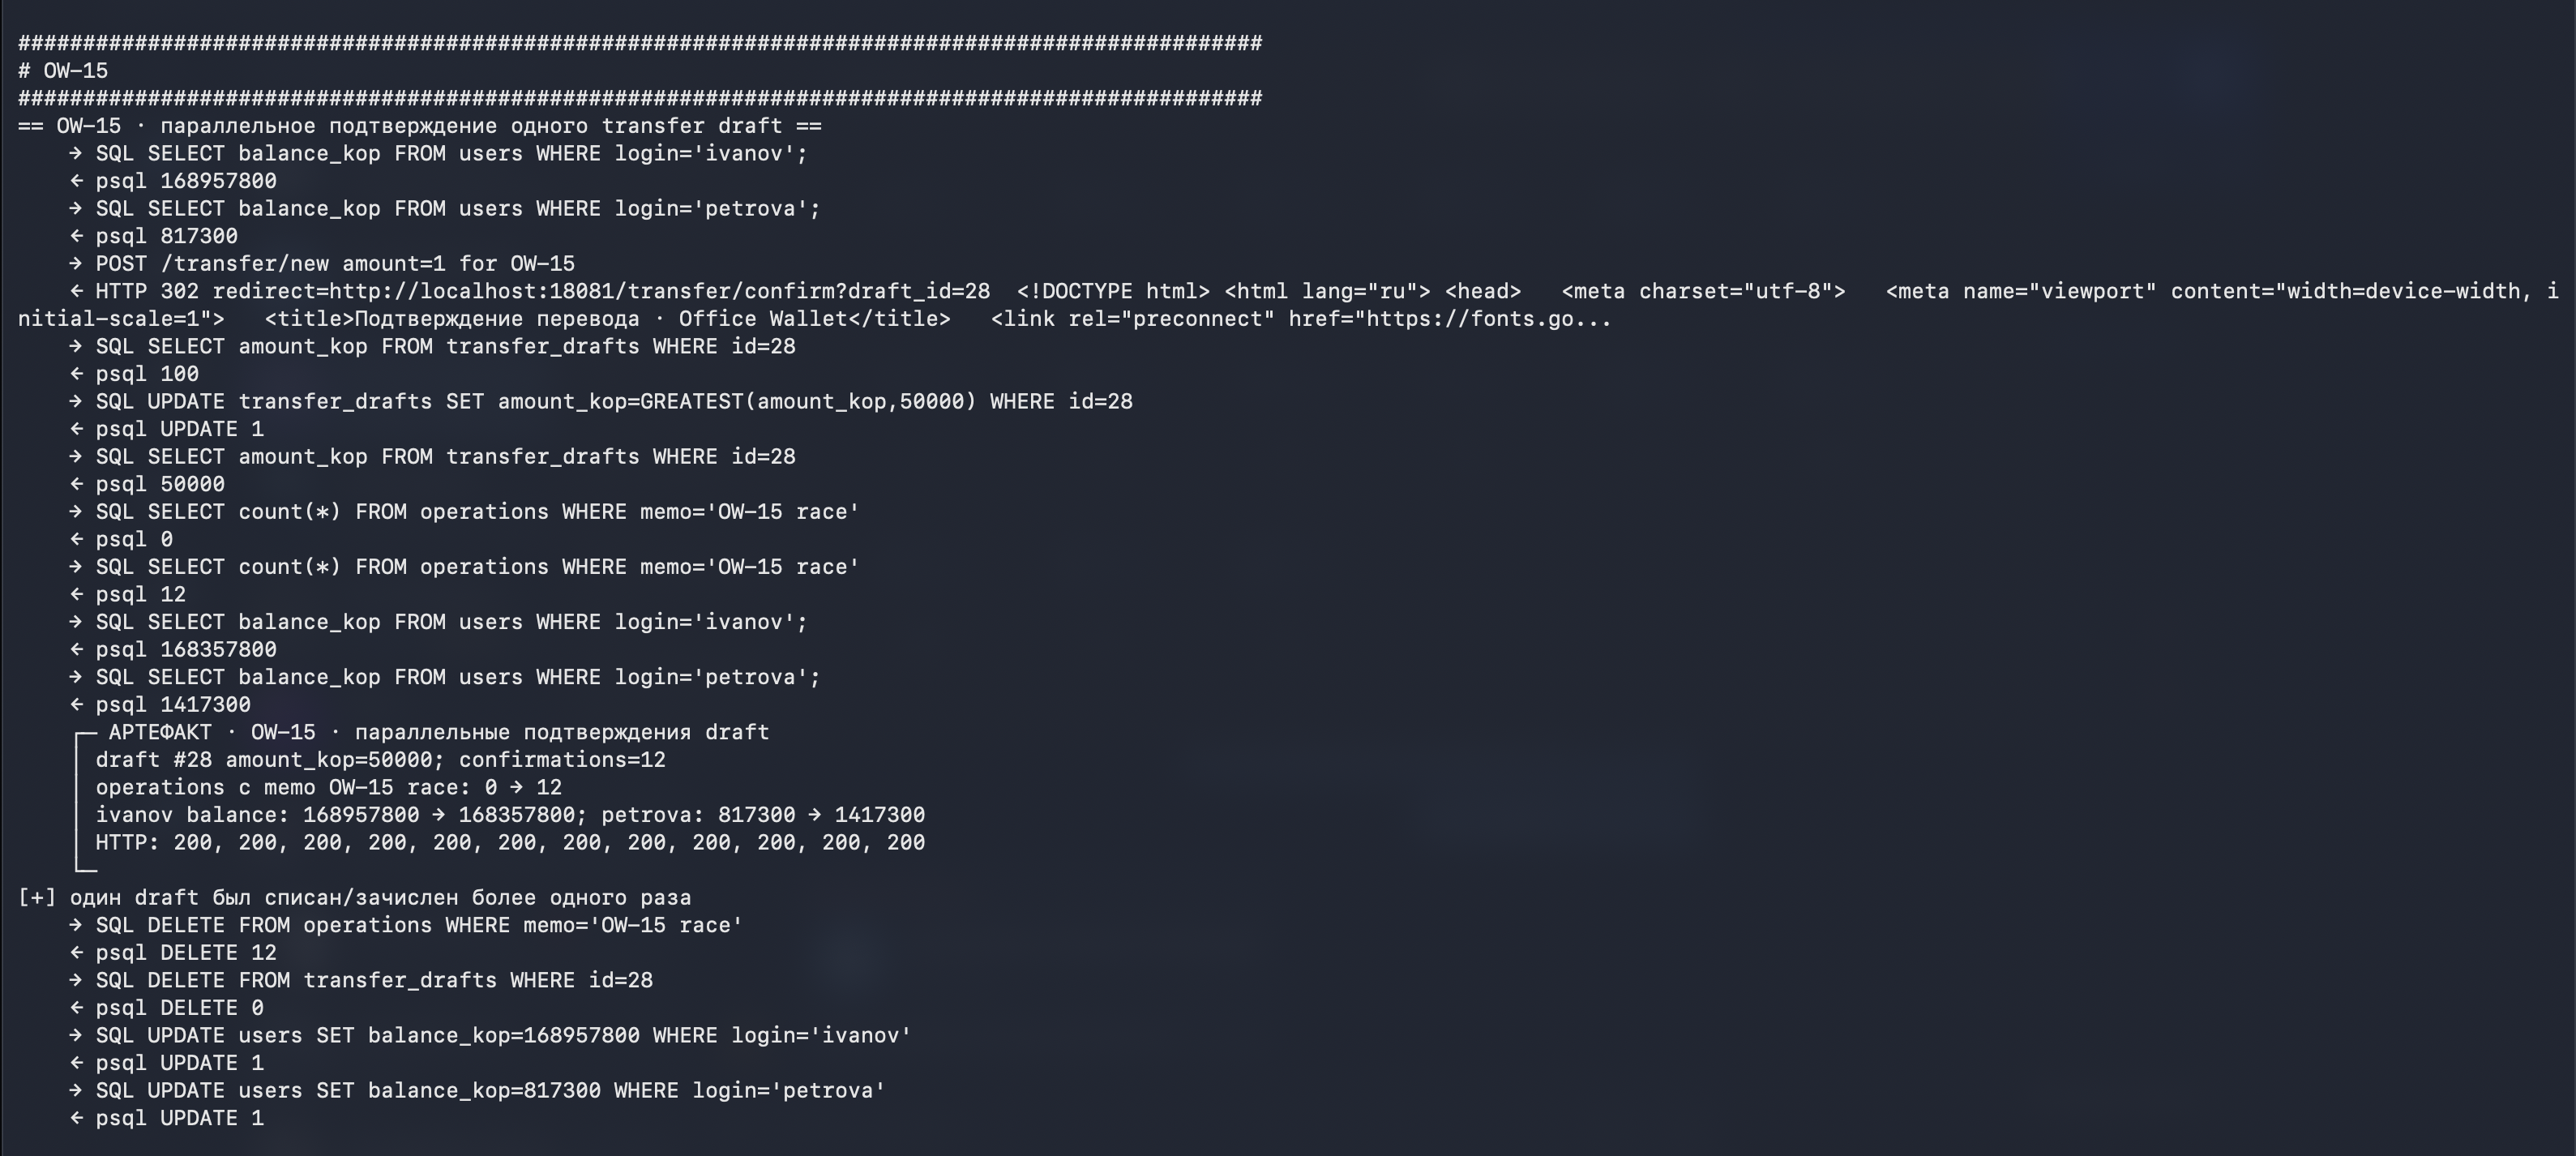 ################################################################################################
# OW-15
################################################################################################
== OW-15 · параллельное подтверждение одного transfer draft ==
    → SQL SELECT balance_kop FROM users WHERE login='ivanov';
    ← psql 168957800
    → SQL SELECT balance_kop FROM users WHERE login='petrova';
    ← psql 817300
    → POST /transfer/new amount=1 for OW-15
    ← HTTP 302 redirect=http://localhost:18081/transfer/confirm?draft_id=28  <!DOCTYPE html> <html lang="ru"> <head>   <meta charset="utf-8">   <meta name="viewport" content="width=device-width, i
nitial-scale=1">   <title>Подтверждение перевода · Office Wallet</title>   <link rel="preconnect" href="https://fonts.go...
    → SQL SELECT amount_kop FROM transfer_drafts WHERE id=28
    ← psql 100
    → SQL UPDATE transfer_drafts SET amount_kop=GREATEST(amount_kop,50000) WHERE id=28
    ← psql UPDATE 1
    → SQL SELECT amount_kop FROM transfer_drafts WHERE id=28
    ← psql 50000
    → SQL SELECT count(*) FROM operations WHERE memo='OW-15 race'
    ← psql 0
    → SQL SELECT count(*) FROM operations WHERE memo='OW-15 race'
    ← psql 12
    → SQL SELECT balance_kop FROM users WHERE login='ivanov';
    ← psql 168357800
    → SQL SELECT balance_kop FROM users WHERE login='petrova';
    ← psql 1417300
    ┌─ АРТЕФАКТ · OW-15 · параллельные подтверждения draft
    │ draft #28 amount_kop=50000; confirmations=12
    │ operations с memo OW-15 race: 0 → 12
    │ ivanov balance: 168957800 → 168357800; petrova: 817300 → 1417300
    │ HTTP: 200, 200, 200, 200, 200, 200, 200, 200, 200, 200, 200, 200
    └─
[+] один draft был списан/зачислен более одного раза
    → SQL DELETE FROM operations WHERE memo='OW-15 race'
    ← psql DELETE 12
    → SQL DELETE FROM transfer_drafts WHERE id=28
    ← psql DELETE 0
    → SQL UPDATE users SET balance_kop=168957800 WHERE login='ivanov'
    ← psql UPDATE 1
    → SQL UPDATE users SET balance_kop=817300 WHERE login='petrova'
    ← psql UPDATE 1